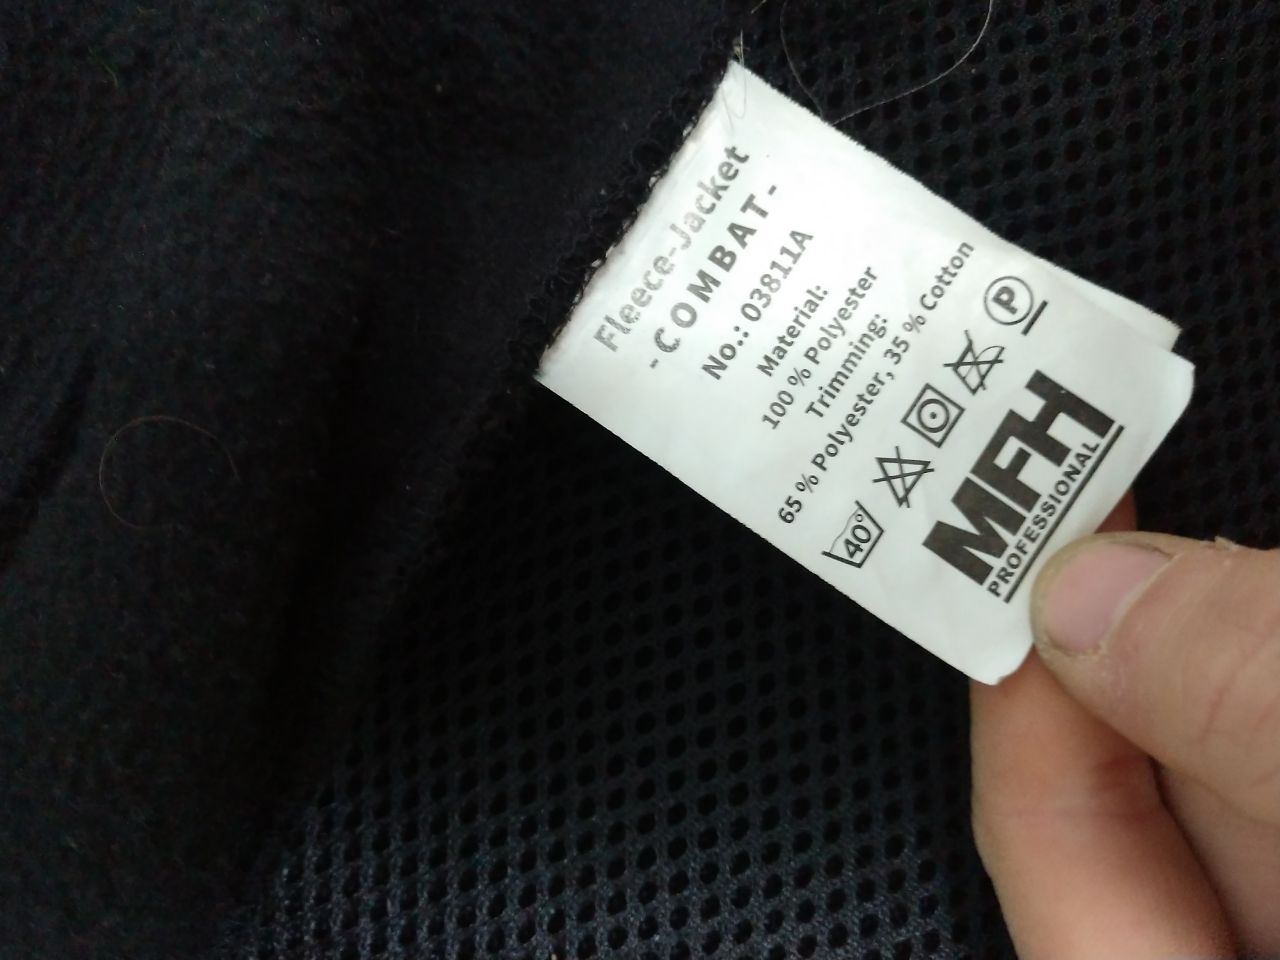 Fleece-Jacket
- COMBAT -
No.: 03811A
Material:
100 % Polyester
Trimming:
65 % Polyester, 35 % Cotton
40°
P
MFH
PROFESSIONAL